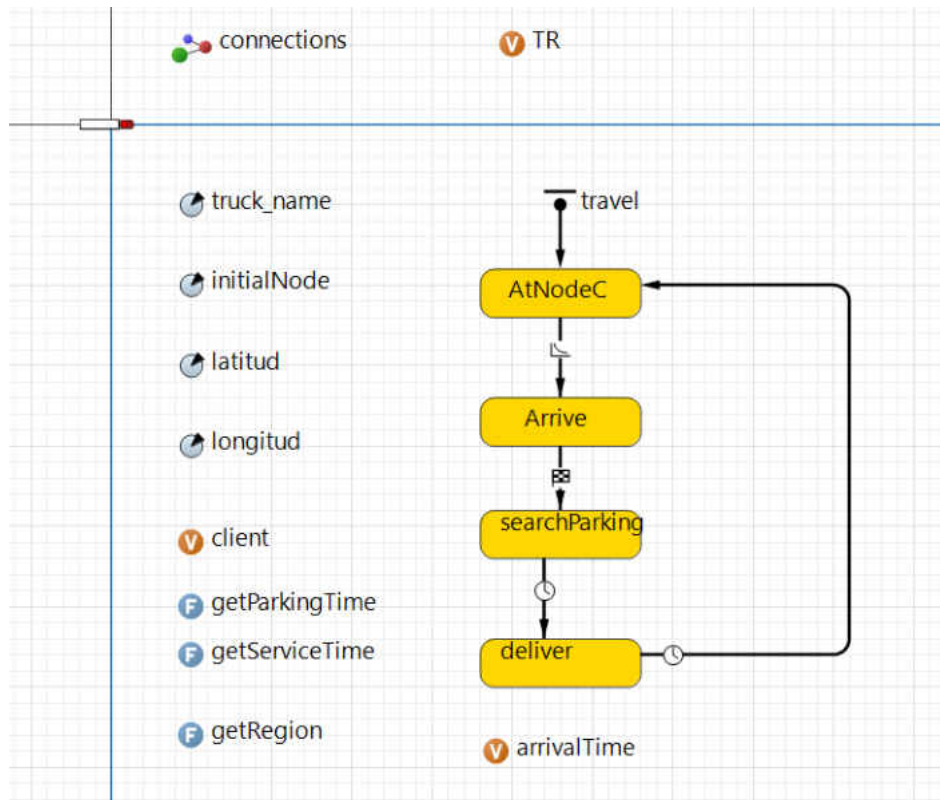 connections
TR
truck_name
travel
initialNode
AtNodeC
latitud
Arrive
longitud
searchParking
client
getParkingTime
getServiceTime
deliver
getRegion
arrivalTime